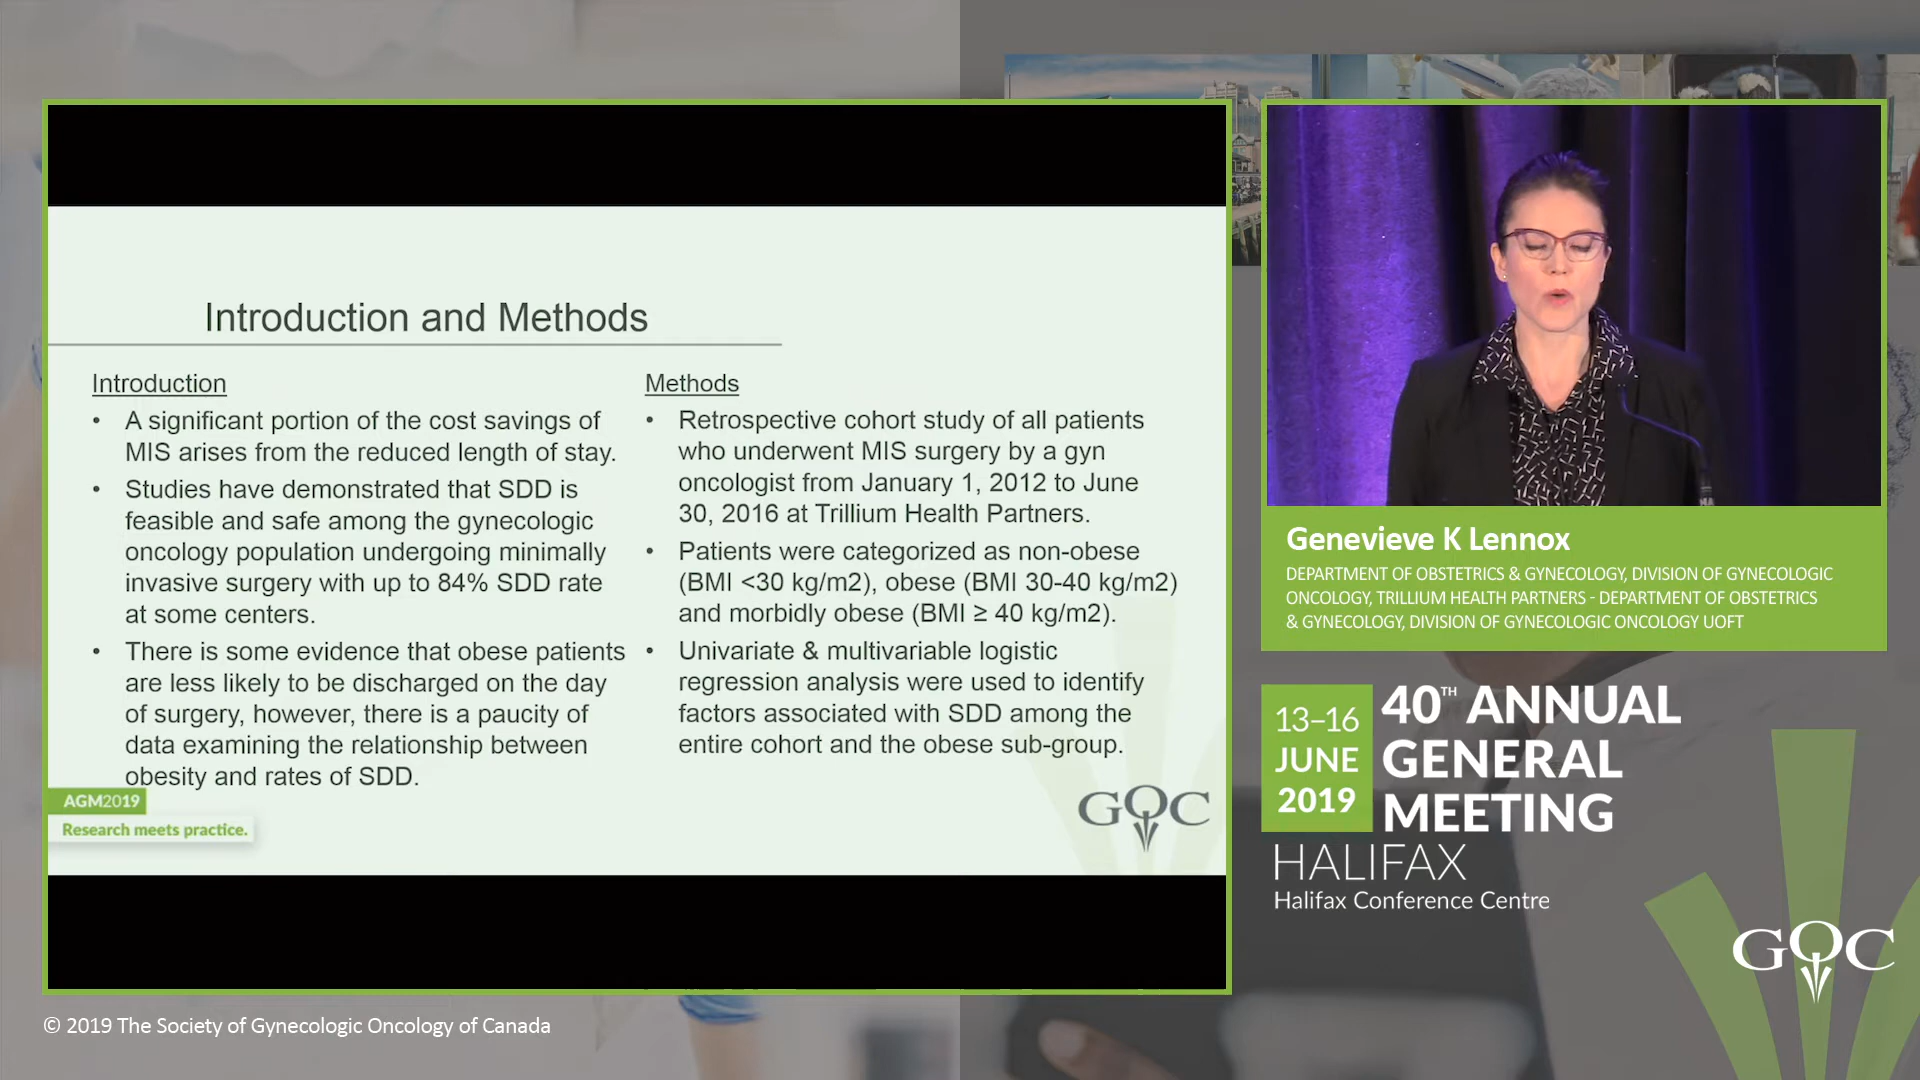 Introduction and Methods
Introduction
• A significant portion of the cost savings of
MIS arises from the reduced length of stay.
• Studies have demonstrated that SDD is
feasible and safe among the gynecologic
oncology population undergoing minimally
invasive surgery with up to 84% SDD rate
at some centers.
• There is some evidence that obese patients
are less likely to be discharged on the day
of surgery, however, there is a paucity of
data examining the relationship between
obesity and rates of SDD.
Methods
• Retrospective cohort study of all patients
who underwent MIS surgery by a gyn
oncologist from January 1, 2012 to June
30, 2016 at Trillium Health Partners.
• Patients were categorized as non-obese
(BMI <30 kg/m2), obese (BMI 30-40 kg/m2)
and morbidly obese (BMI ≥ 40 kg/m2).
• Univariate & multivariable logistic
regression analysis were used to identify
factors associated with SDD among the
entire cohort and the obese sub-group.
AGM2019
Research meets practice.
GOC
Genevieve K Lennox
DEPARTMENT OF OBSTETRICS & GYNECOLOGY, DIVISION OF GYNECOLOGIC
ONCOLOGY, TRILLIUM HEALTH PARTNERS - DEPARTMENT OF OBSTETRICS
& GYNECOLOGY, DIVISION OF GYNECOLOGIC ONCOLOGY UOFT
13–16
JUNE
2019
40TH ANNUAL
GENERAL
MEETING
HALIFAX
Halifax Conference Centre
GOC
© 2019 The Society of Gynecologic Oncology of Canada